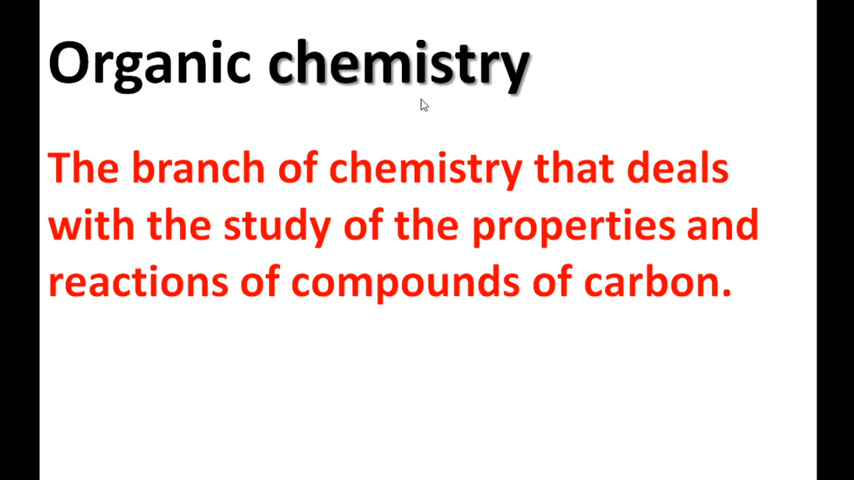 Organic chemistry
The branch of chemistry that deals
with the study of the properties and
reactions of compounds of carbon.